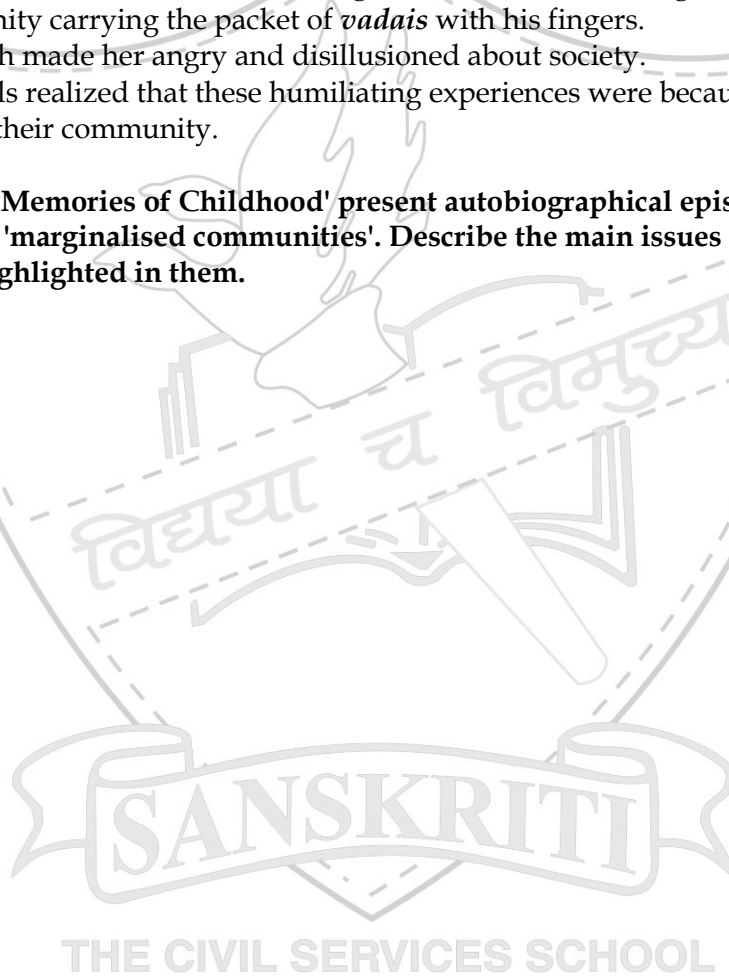 nity carrying the packet of vadais with his fingers.
h made her angry and disillusioned about society.
ls realized that these humiliating experiences were becau
their community.
Memories of Childhood' present autobiographical epis
'marginalised communities'. Describe the main issues
ghlighted in them.
विद्यया च विमुच्य
SANSKRITI
THE CIVIL SERVICES SCHOOL